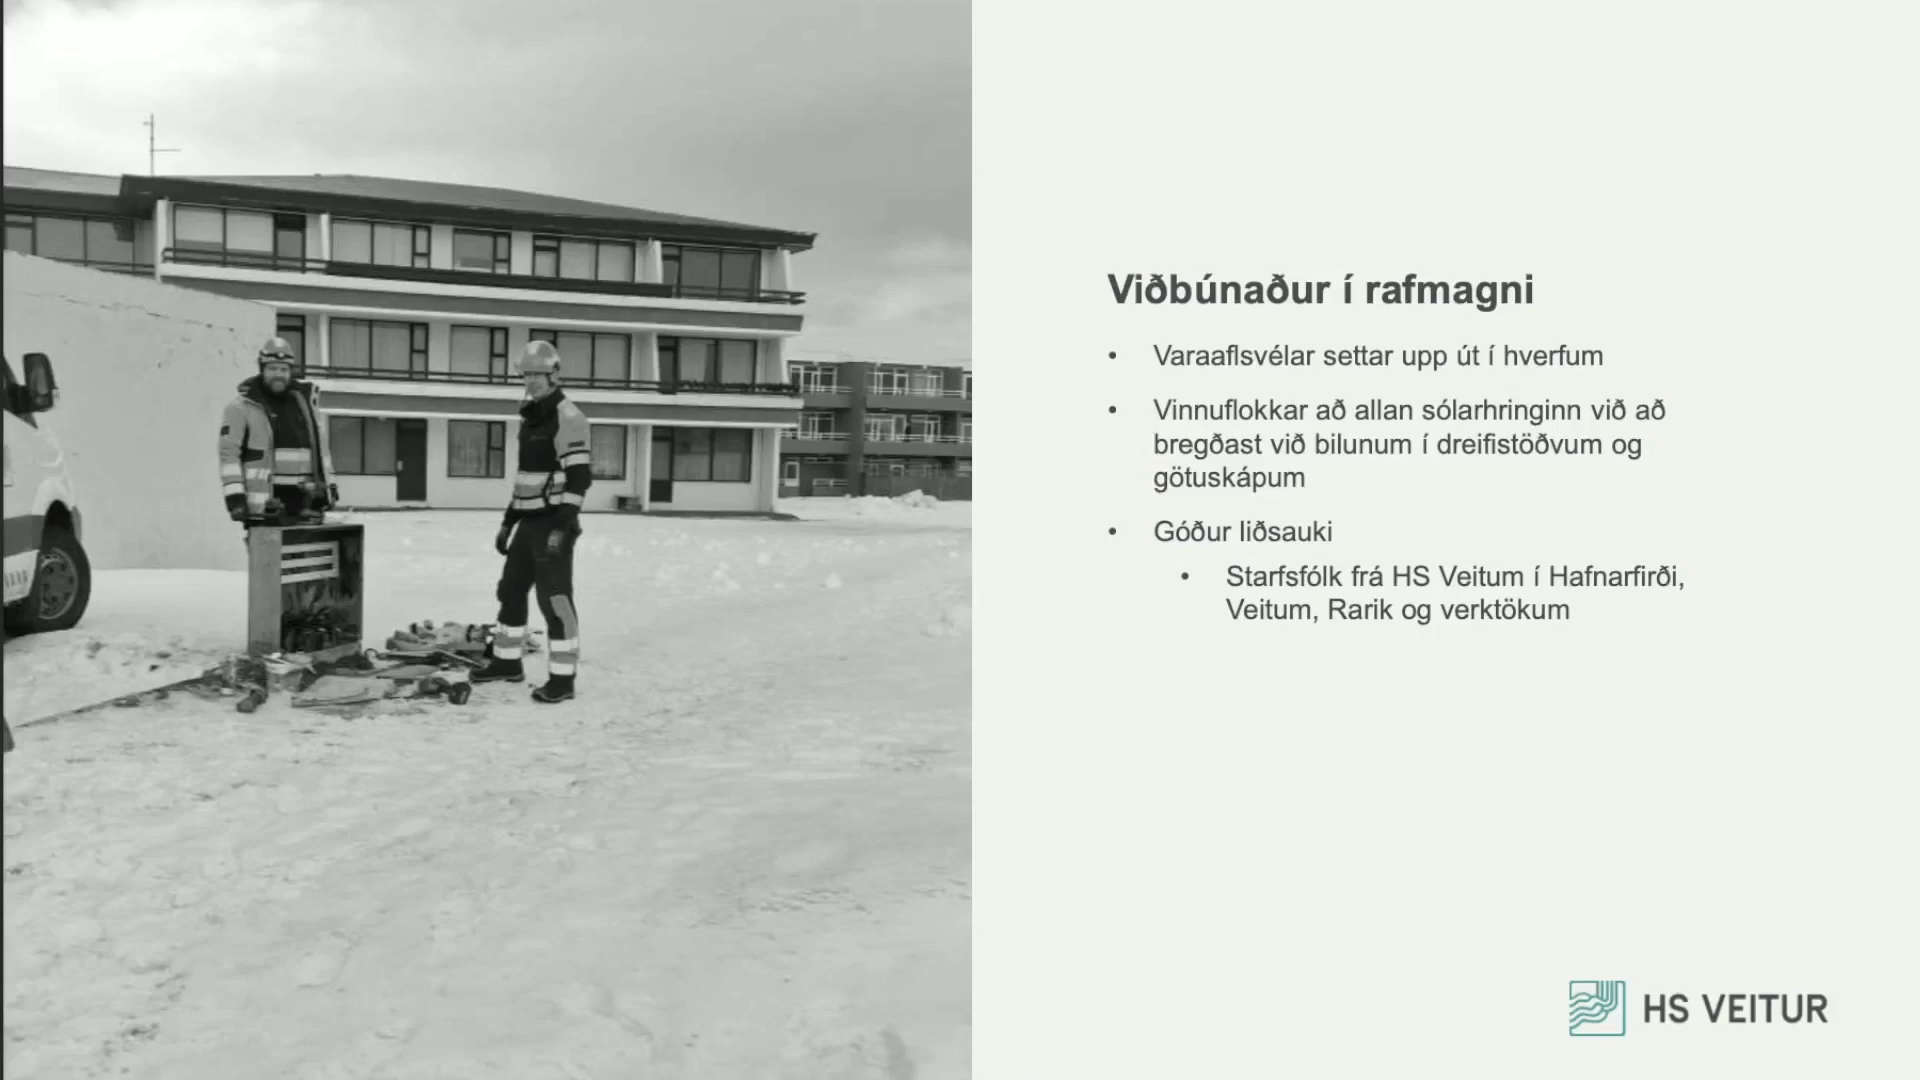 Viðbúnaður í rafmagni
• Varaaflsvélar settar upp út í hverfum
• Vinnuflokkar að allan sólarhringinn við að
bregðast við bilunum í dreifistöðvum og
götuskápum
• Góður liðsauki
• Starfsfólk frá HS Veitum í Hafnarfirði,
Veitum, Rarik og verktökum
HS VEITUR